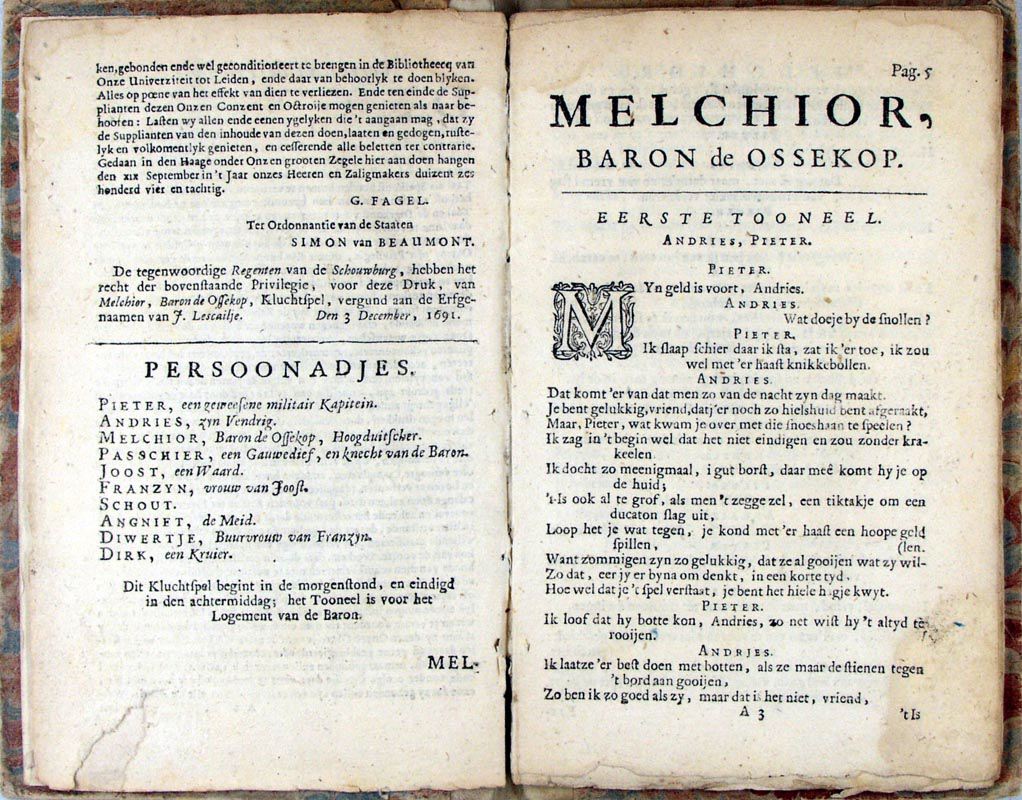 ken, gebonden ende wel geconditioneert te brengen in de Bibliotheecq van
Onze Univerziteit tot Leiden, ende daar van behoorlyk te doen blyken.
Alles op pœne van het effekt van dien te verliezen. Ende ten einde de Sup-
plianten dezen Onzen Conzent en Ostroije mogen genieten als naar be-
hooren: Lasten wy allen ende eenen ygelyken die 't aangaan mag, dat zy
de Supplianten van den inhoude van dezen doen, laaten en gedogen, ruste-
lyk en volkomentlyk genieten, en cesserende alle beletten ter contrarie.
Gedaan in den Haage onder Onzen grooten Zegele hier aan doen hangen
den XIX September in 't Jaar onzes Heeren en Zaligmakers duizent zes
honderd vier en tachtig.
G. FAGEL.
Ter Ordonnantie van de Staaten
SIMON van BEAUMONT.
De tegenwoordige Regenten van de Schouwburg, hebben het
recht der bovenstaande Privilegie, voor deze Druk, van
Melchior, Baron de Ossekop, Kluchtspel, vergund aan de Erfge-
naamen van J. Lescailje. Den 3 December, 1691.
PERSOONADJES.
PIETER, een geweesene militair Kapitein.
ANDRIES, zyn Vendrig.
MELCHIOR, Baron de Ossekop, Hoogduitscher.
PASSCHIER, een Gauwedief, en knecht van de Baron.
JOOST, een Waard.
FRANZYN, vrouw van Joost.
SCHOUT.
ANGNIET, de Meid.
DIWERTJE, Buurvrouw van Franzyn.
DIRK, een Kruier.
Dit Kluchtspel begint in de morgenstond, en eindigd
in den achtermiddag; het Tooneel is voor het
Logement van de Baron.
MEL-
Pag. 5
MELCHIOR,
BARON de OSSEKOP.
EERSTE TOONEEL.
ANDRIES, PIETER.
PIETER.
MYn geld is voort, Andries.
ANDRIES.
Wat doeje by de snollen?
PIETER.
Ik slaap schier daar ik sta, zat ik 'er toe, ik zou
wel met 'er haast knikkebollen.
ANDRIES.
Dat komt 'er van dat men zo van de nacht zyn dag maakt.
Je bent gelukkig, vriend, datj'er noch zo hielshuid bent afgeraakt,
Maar, Pieter, wat kwam je over met die snoeshaan te speelen?
Ik zag in 't begin wel dat het niet eindigen en zou zonder kra-
keelen.
Ik docht zo meenigmaal, i gut borst, daar meê komt hy je op
de huid;
't Is ook al te grof, als men 't zegge zel, een tiktakje om een
ducaton slag uit,
Loop het je wat tegen, je kond met 'er haast een hoope geld
spillen, (len.
Want zommigen zyn zo gelukkig, dat ze al gooijen wat zy wil-
Zo dat, eer jy er byna om denkt, in een korte tyd.
Hoe wel dat je 't spel verstaat, je bent het hiele kwyt.
PIETER.
Ik loof dat hy botte kon, Andries, zo net wist hy 't altyd te
rooijen.
ANDRJES.
Ik laatze 'er best doen met botten, als ze maar de stienen tegen
't bord aan gooijen,
Zo ben ik zo goed als zy, maar dat is het niet, vriend,
A 3 't Is